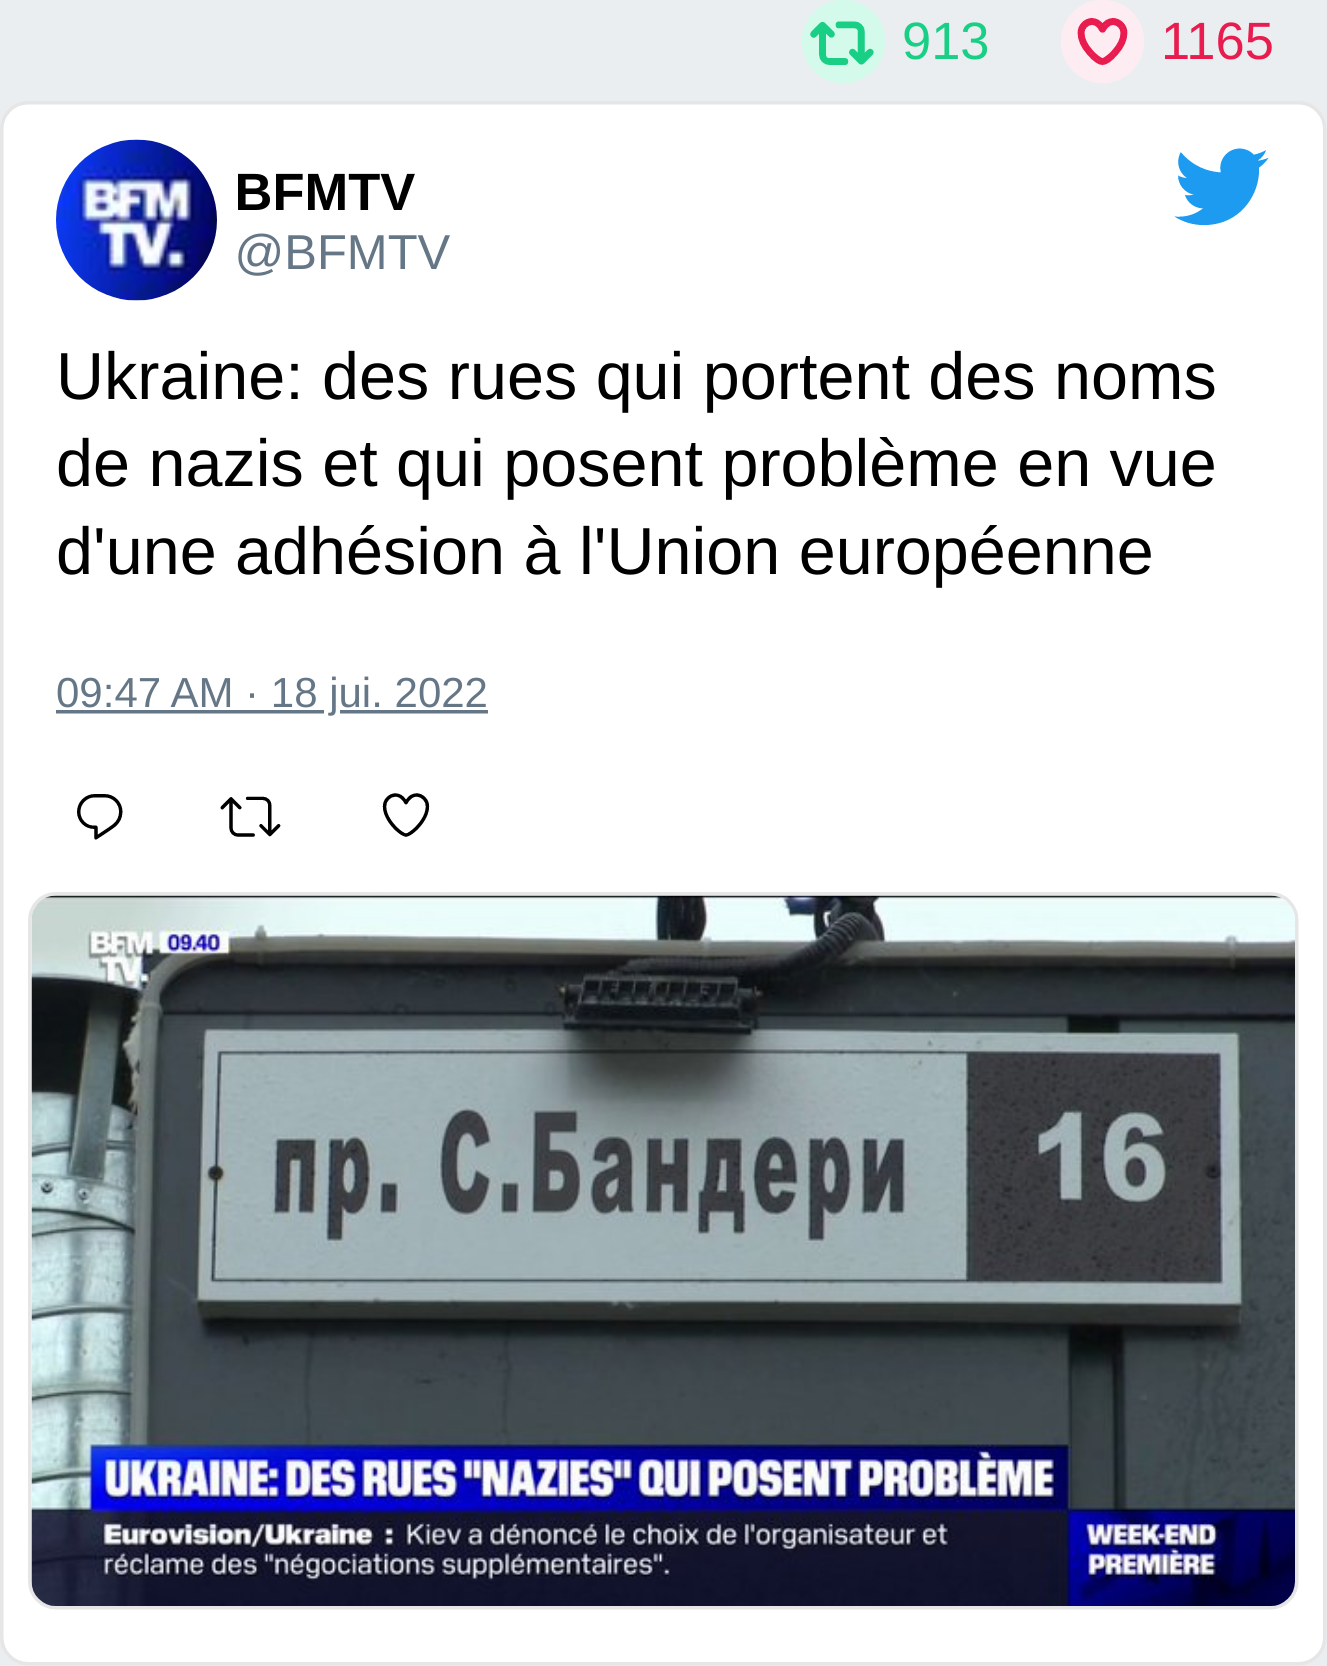 913 1165
BFM
TV.
BFMTV
@BFMTV
Ukraine: des rues qui portent des noms
de nazis et qui posent problème en vue
d'une adhésion à l'Union européenne
09:47 AM · 18 jui. 2022
BFM 09.40
TV.
пр. С.Бандери 16
UKRAINE: DES RUES "NAZIES" QUI POSENT PROBLÈME
Eurovision/Ukraine : Kiev a dénoncé le choix de l'organisateur et
réclame des "négociations supplémentaires".
WEEK-END
PREMIÈRE